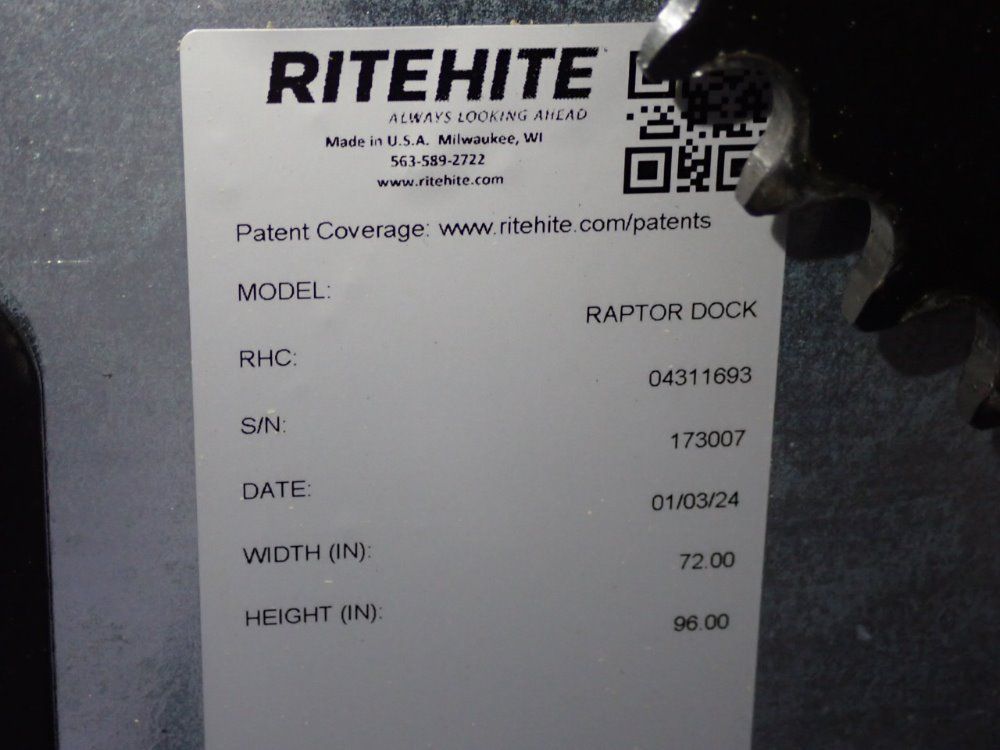 RITEHITE
ALWAYS LOOKING AHEAD
Made in U.S.A. Milwaukee, WI
563-589-2722
www.ritehite.com
Patent Coverage: www.ritehite.com/patents
MODEL: RAPTOR DOCK
RHC: 04311693
S/N: 173007
DATE: 01/03/24
WIDTH (IN): 72.00
HEIGHT (IN): 96.00